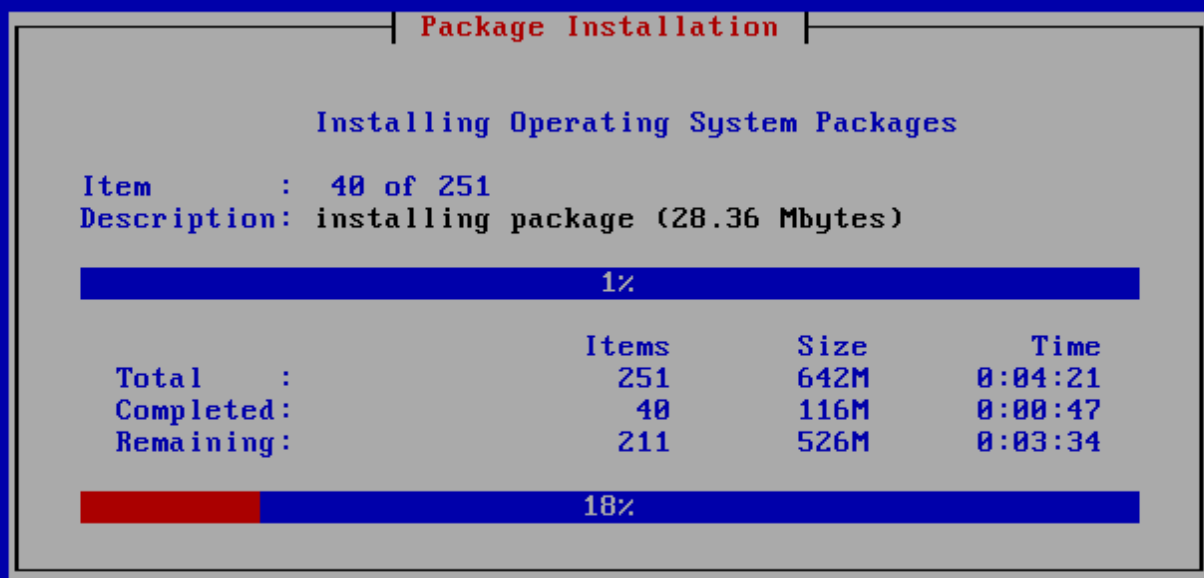 Package Installation
Installing Operating System Packages
Item : 40 of 251
Description: installing package (28.36 Mbytes)
1%
Items Size Time
Total : 251 642M 0:04:21
Completed: 40 116M 0:00:47
Remaining: 211 526M 0:03:34
18%